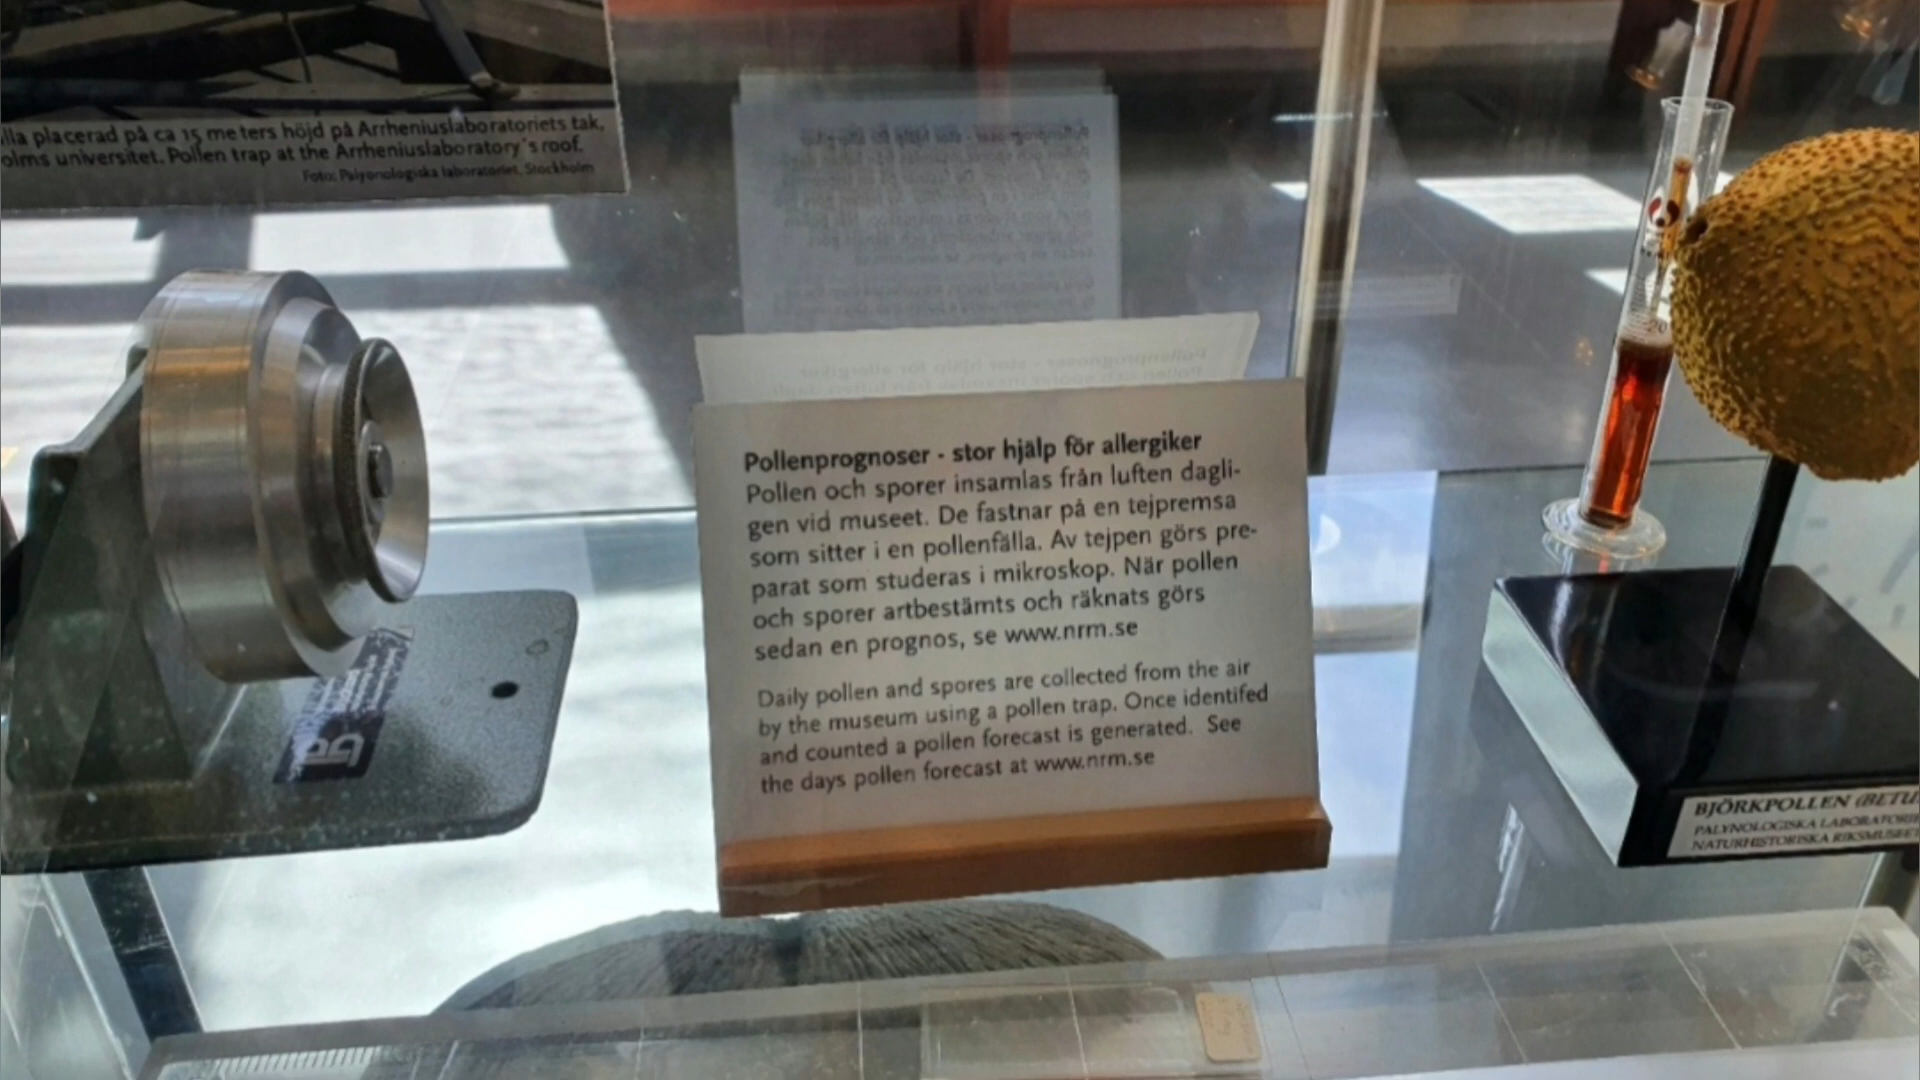 lla placerad på ca 15 meters höjd på Arrheniuslaboratoriets tak,
olms universitet. Pollen trap at the Arrheniuslaboratory's roof.
Foto: Palyonologiska laboratoriet, Stockholm
Pollenprognoser - stor hjälp för allergiker
Pollen och sporer insamlas från luften dagli-
gen vid museet. De fastnar på en tejpremsa
som sitter i en pollenfälla. Av tejpen görs pre-
parat som studeras i mikroskop. När pollen
och sporer artbestämts och räknats görs
sedan en prognos, se www.nrm.se
Daily pollen and spores are collected from the air
by the museum using a pollen trap. Once identifed
and counted a pollen forecast is generated. See
the days pollen forecast at www.nrm.se
BJÖRKPOLLEN (BETU
PALYNOLOGISKA LABORATORIE
NATURHISTORISKA RIKSMUSEET